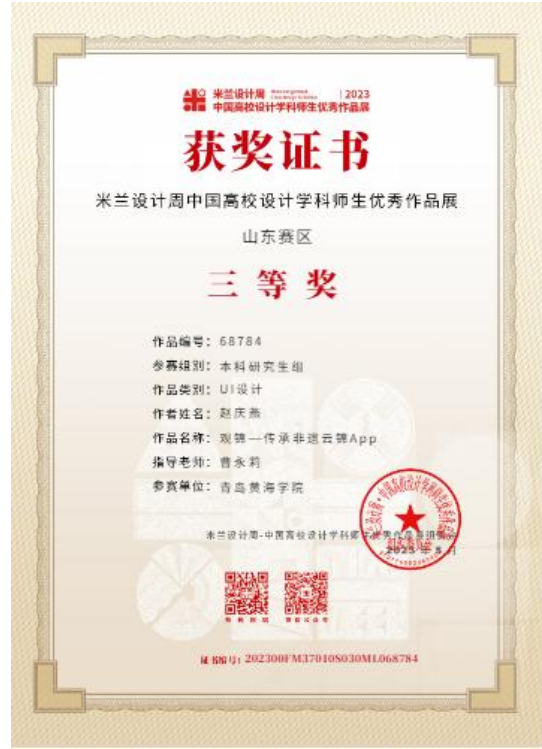 米兰设计周 | 2023
中国高校设计学科师生优秀作品展
获奖证书
米兰设计周中国高校设计学科师生优秀作品展
山东赛区
三等奖
作品编号：68784
参赛组别：本科研究生组
作品类别：UI设计
作者姓名：赵庆燕
作品名称：观锦—传承非遗云锦App
指导老师：曹永莉
参赛单位：青岛黄海学院
米兰设计周-中国高校设计学科师生优秀作品展组委会
2023 年 月
证书编号：202300FM37010S030ML068784